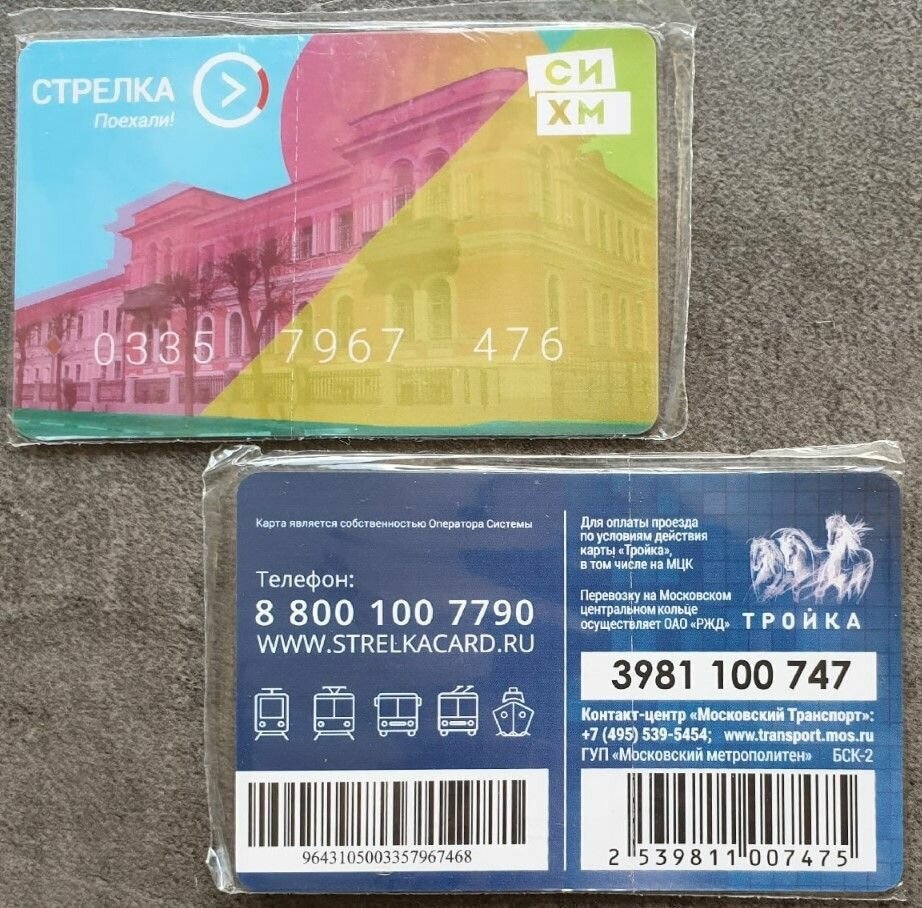 СТРЕЛКА
Поехали!
СИ
ХМ
0335 7967 476
Карта является собственностью Оператора Системы
Телефон:
8 800 100 7790
WWW.STRELKACARD.RU
9643105003357967468
Для оплаты проезда
по условиям действия
карты «Тройка»,
в том числе на МЦК
Перевозку на Московском
центральном кольце
осуществляет ОАО «РЖД»
ТРОЙКА
3981 100 747
Контакт-центр «Московский Транспорт»:
+7 (495) 539-5454; www.transport.mos.ru
ГУП «Московский метрополитен» БСК-2
2 539811 007475